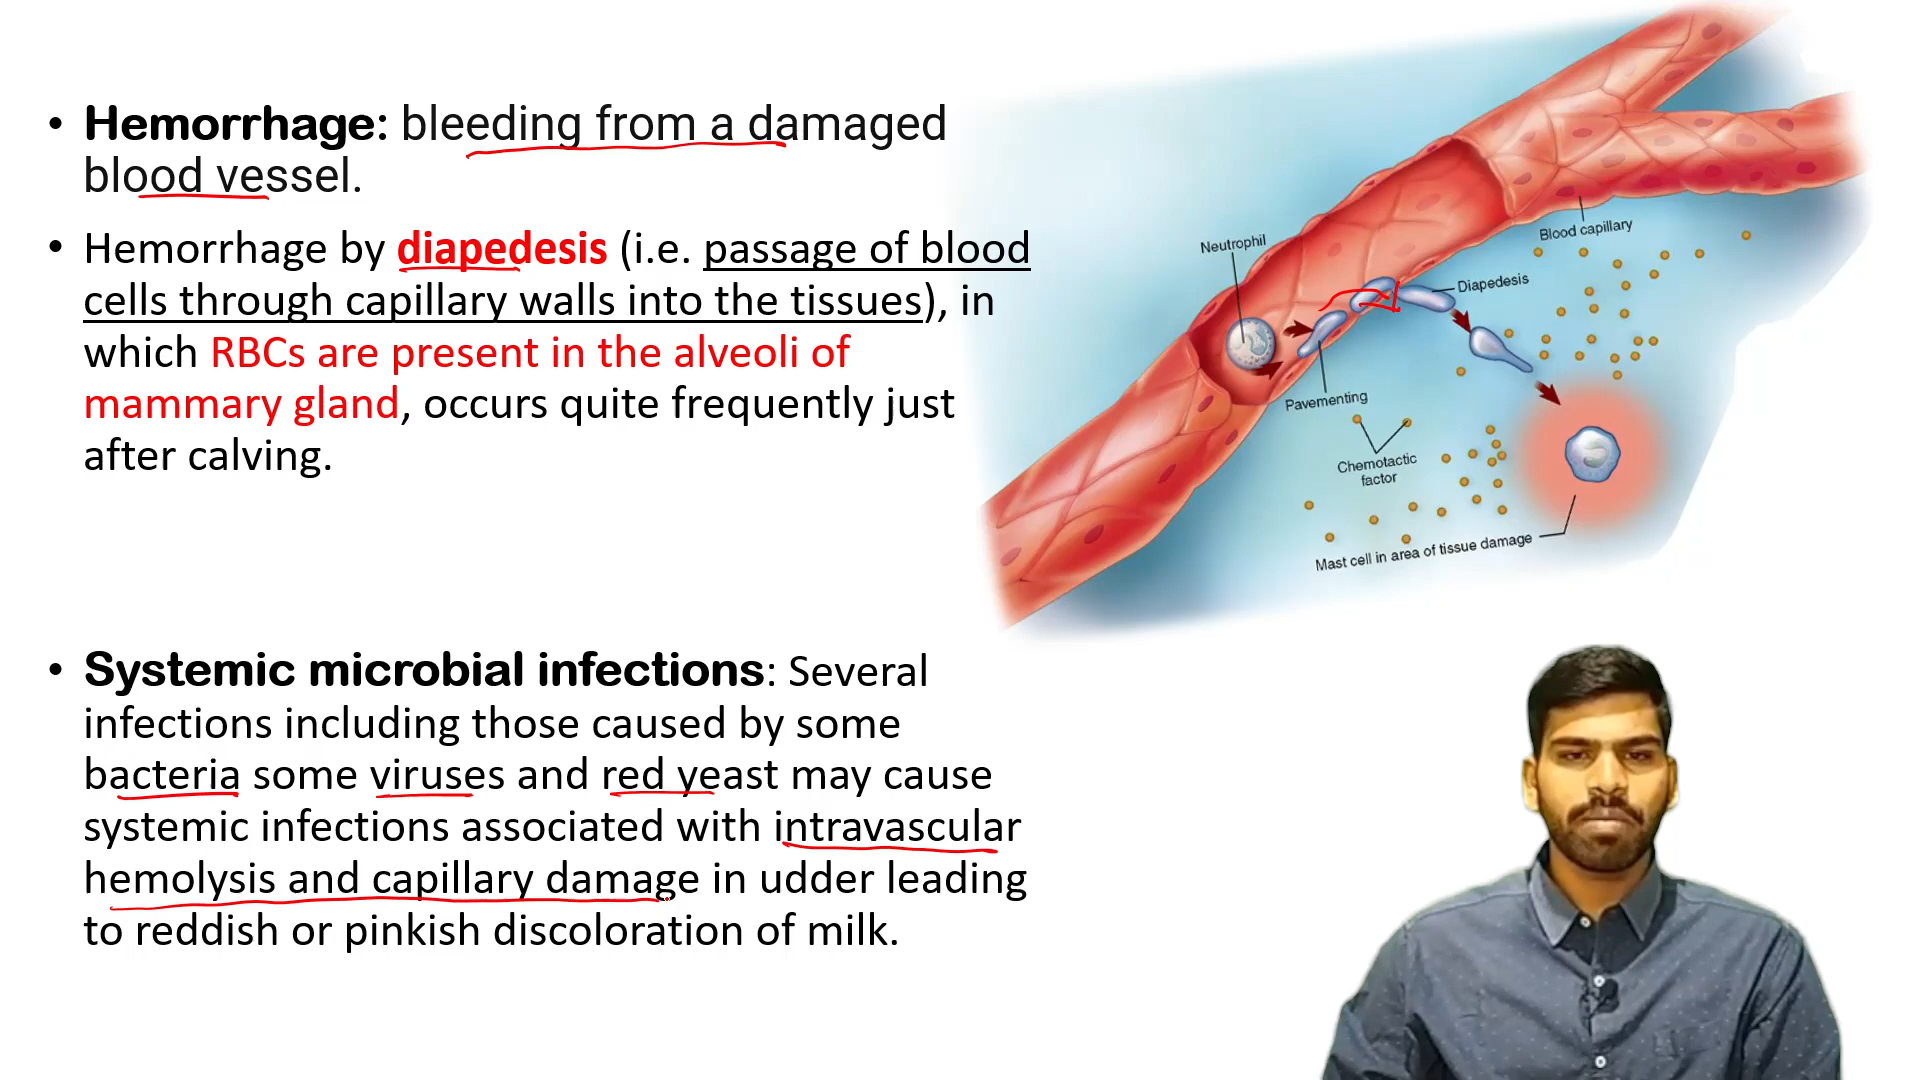 • Hemorrhage: bleeding from a damaged
blood vessel.
• Hemorrhage by diapedesis (i.e. passage of blood
cells through capillary walls into the tissues), in
which RBCs are present in the alveoli of
mammary gland, occurs quite frequently just
after calving.
Neutrophil
Blood capillary
Diapedesis
Pavementing
Chemotactic
factor
Mast cell in area of tissue damage
• Systemic microbial infections: Several
infections including those caused by some
bacteria some viruses and red yeast may cause
systemic infections associated with intravascular
hemolysis and capillary damage in udder leading
to reddish or pinkish discoloration of milk.